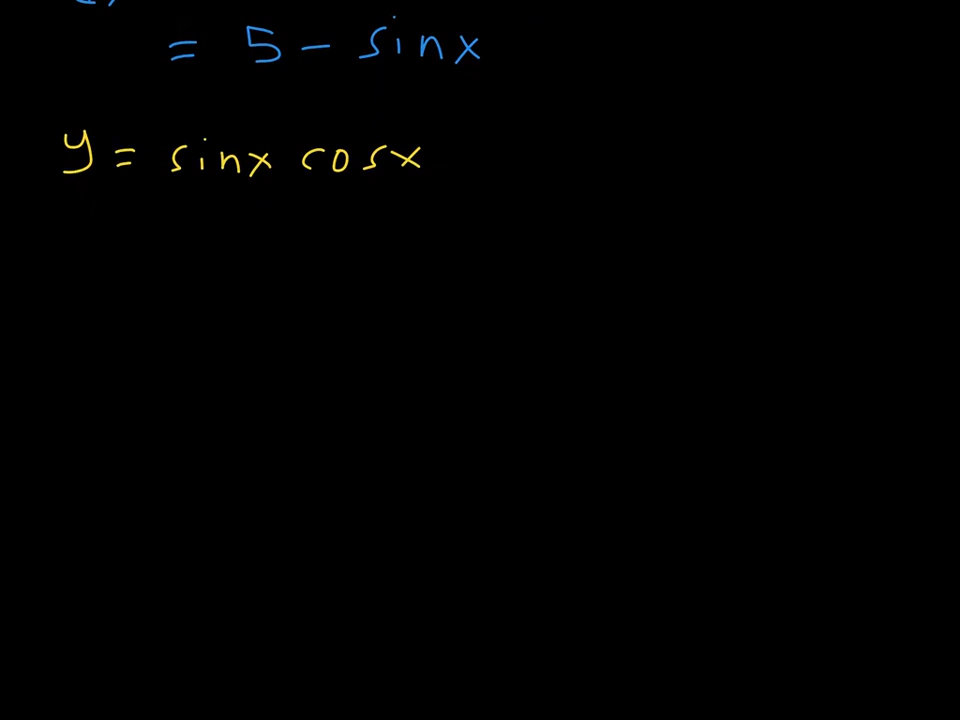 = 5 - sinx
y = sinx cosx